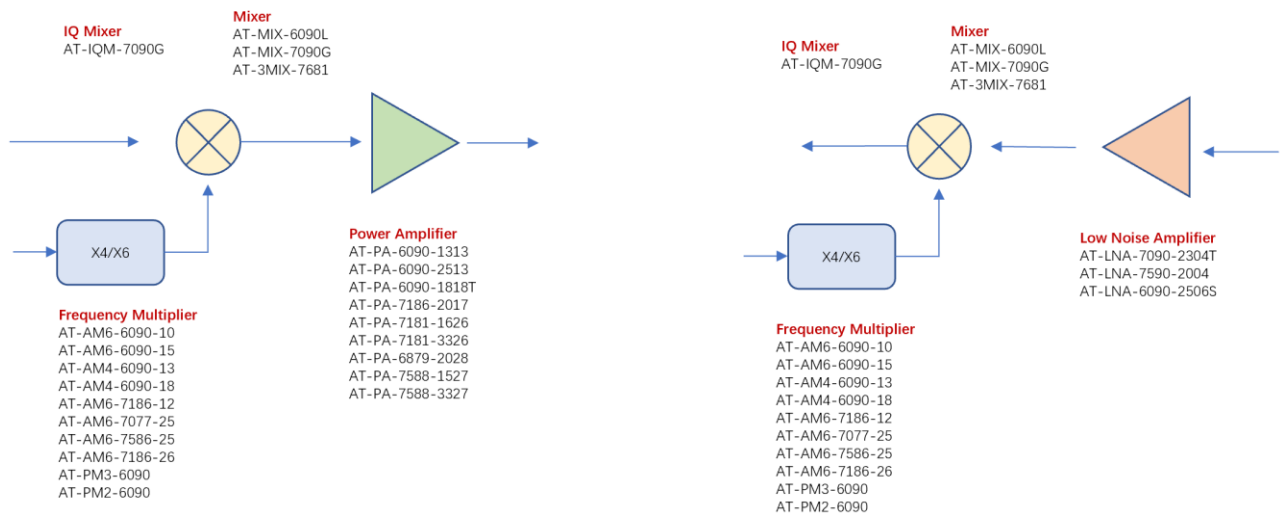 IQ Mixer
AT-IQM-7090G
Mixer
AT-MIX-6090L
AT-MIX-7090G
AT-3MIX-7681
X4/X6
Power Amplifier
AT-PA-6090-1313
AT-PA-6090-2513
AT-PA-6090-1818T
AT-PA-7186-2017
AT-PA-7181-1626
AT-PA-7181-3326
AT-PA-6879-2028
AT-PA-7588-1527
AT-PA-7588-3327
Frequency Multiplier
AT-AM6-6090-10
AT-AM6-6090-15
AT-AM4-6090-13
AT-AM4-6090-18
AT-AM6-7186-12
AT-AM6-7077-25
AT-AM6-7586-25
AT-AM6-7186-26
AT-PM3-6090
AT-PM2-6090
IQ Mixer
AT-IQM-7090G
Mixer
AT-MIX-6090L
AT-MIX-7090G
AT-3MIX-7681
X4/X6
Low Noise Amplifier
AT-LNA-7090-2304T
AT-LNA-7590-2004
AT-LNA-6090-2506S
Frequency Multiplier
AT-AM6-6090-10
AT-AM6-6090-15
AT-AM4-6090-13
AT-AM4-6090-18
AT-AM6-7186-12
AT-AM6-7077-25
AT-AM6-7586-25
AT-AM6-7186-26
AT-PM3-6090
AT-PM2-6090